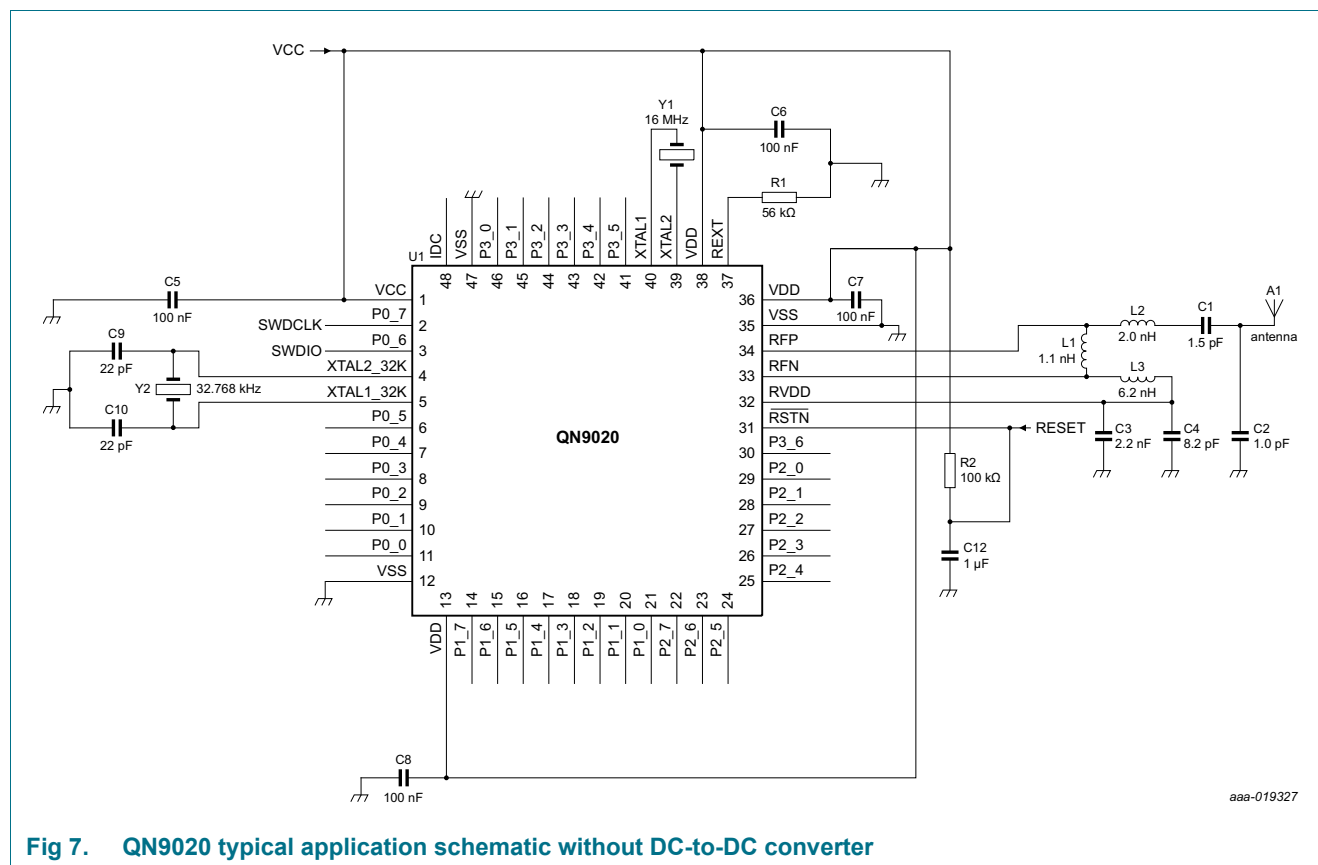 VCC
Y1
16 MHz
C6
100 nF
R1
56 kΩ
IDC
VSS
P3_0
P3_1
P3_2
P3_3
P3_4
P3_5
XTAL1
XTAL2
VDD
REXT
U1
48
47
46
45
44
43
42
41
40
39
38
37
C5
100 nF
SWDCLK
SWDIO
C9
22 pF
Y2
32.768 kHz
C10
22 pF
VCC
1
P0_7
2
P0_6
3
XTAL2_32K
4
XTAL1_32K
5
P0_5
6
P0_4
7
P0_3
8
P0_2
9
P0_1
10
P0_0
11
VSS
12
QN9020
36
VDD
35
VSS
34
RFP
33
RFN
32
RVDD
31
RSTN
30
P3_6
29
P2_0
28
P2_1
27
P2_2
26
P2_3
25
P2_4
C7
100 nF
L1
1.1 nH
L2
2.0 nH
C1
1.5 pF
A1
antenna
L3
6.2 nH
RESET
C3
2.2 nF
C4
8.2 pF
C2
1.0 pF
R2
100 kΩ
C12
1 µF
13
14
15
16
17
18
19
20
21
22
23
24
VDD
P1_7
P1_6
P1_5
P1_4
P1_3
P1_2
P1_1
P1_0
P2_7
P2_6
P2_5
C8
100 nF
aaa-019327
Fig 7. QN9020 typical application schematic without DC-to-DC converter